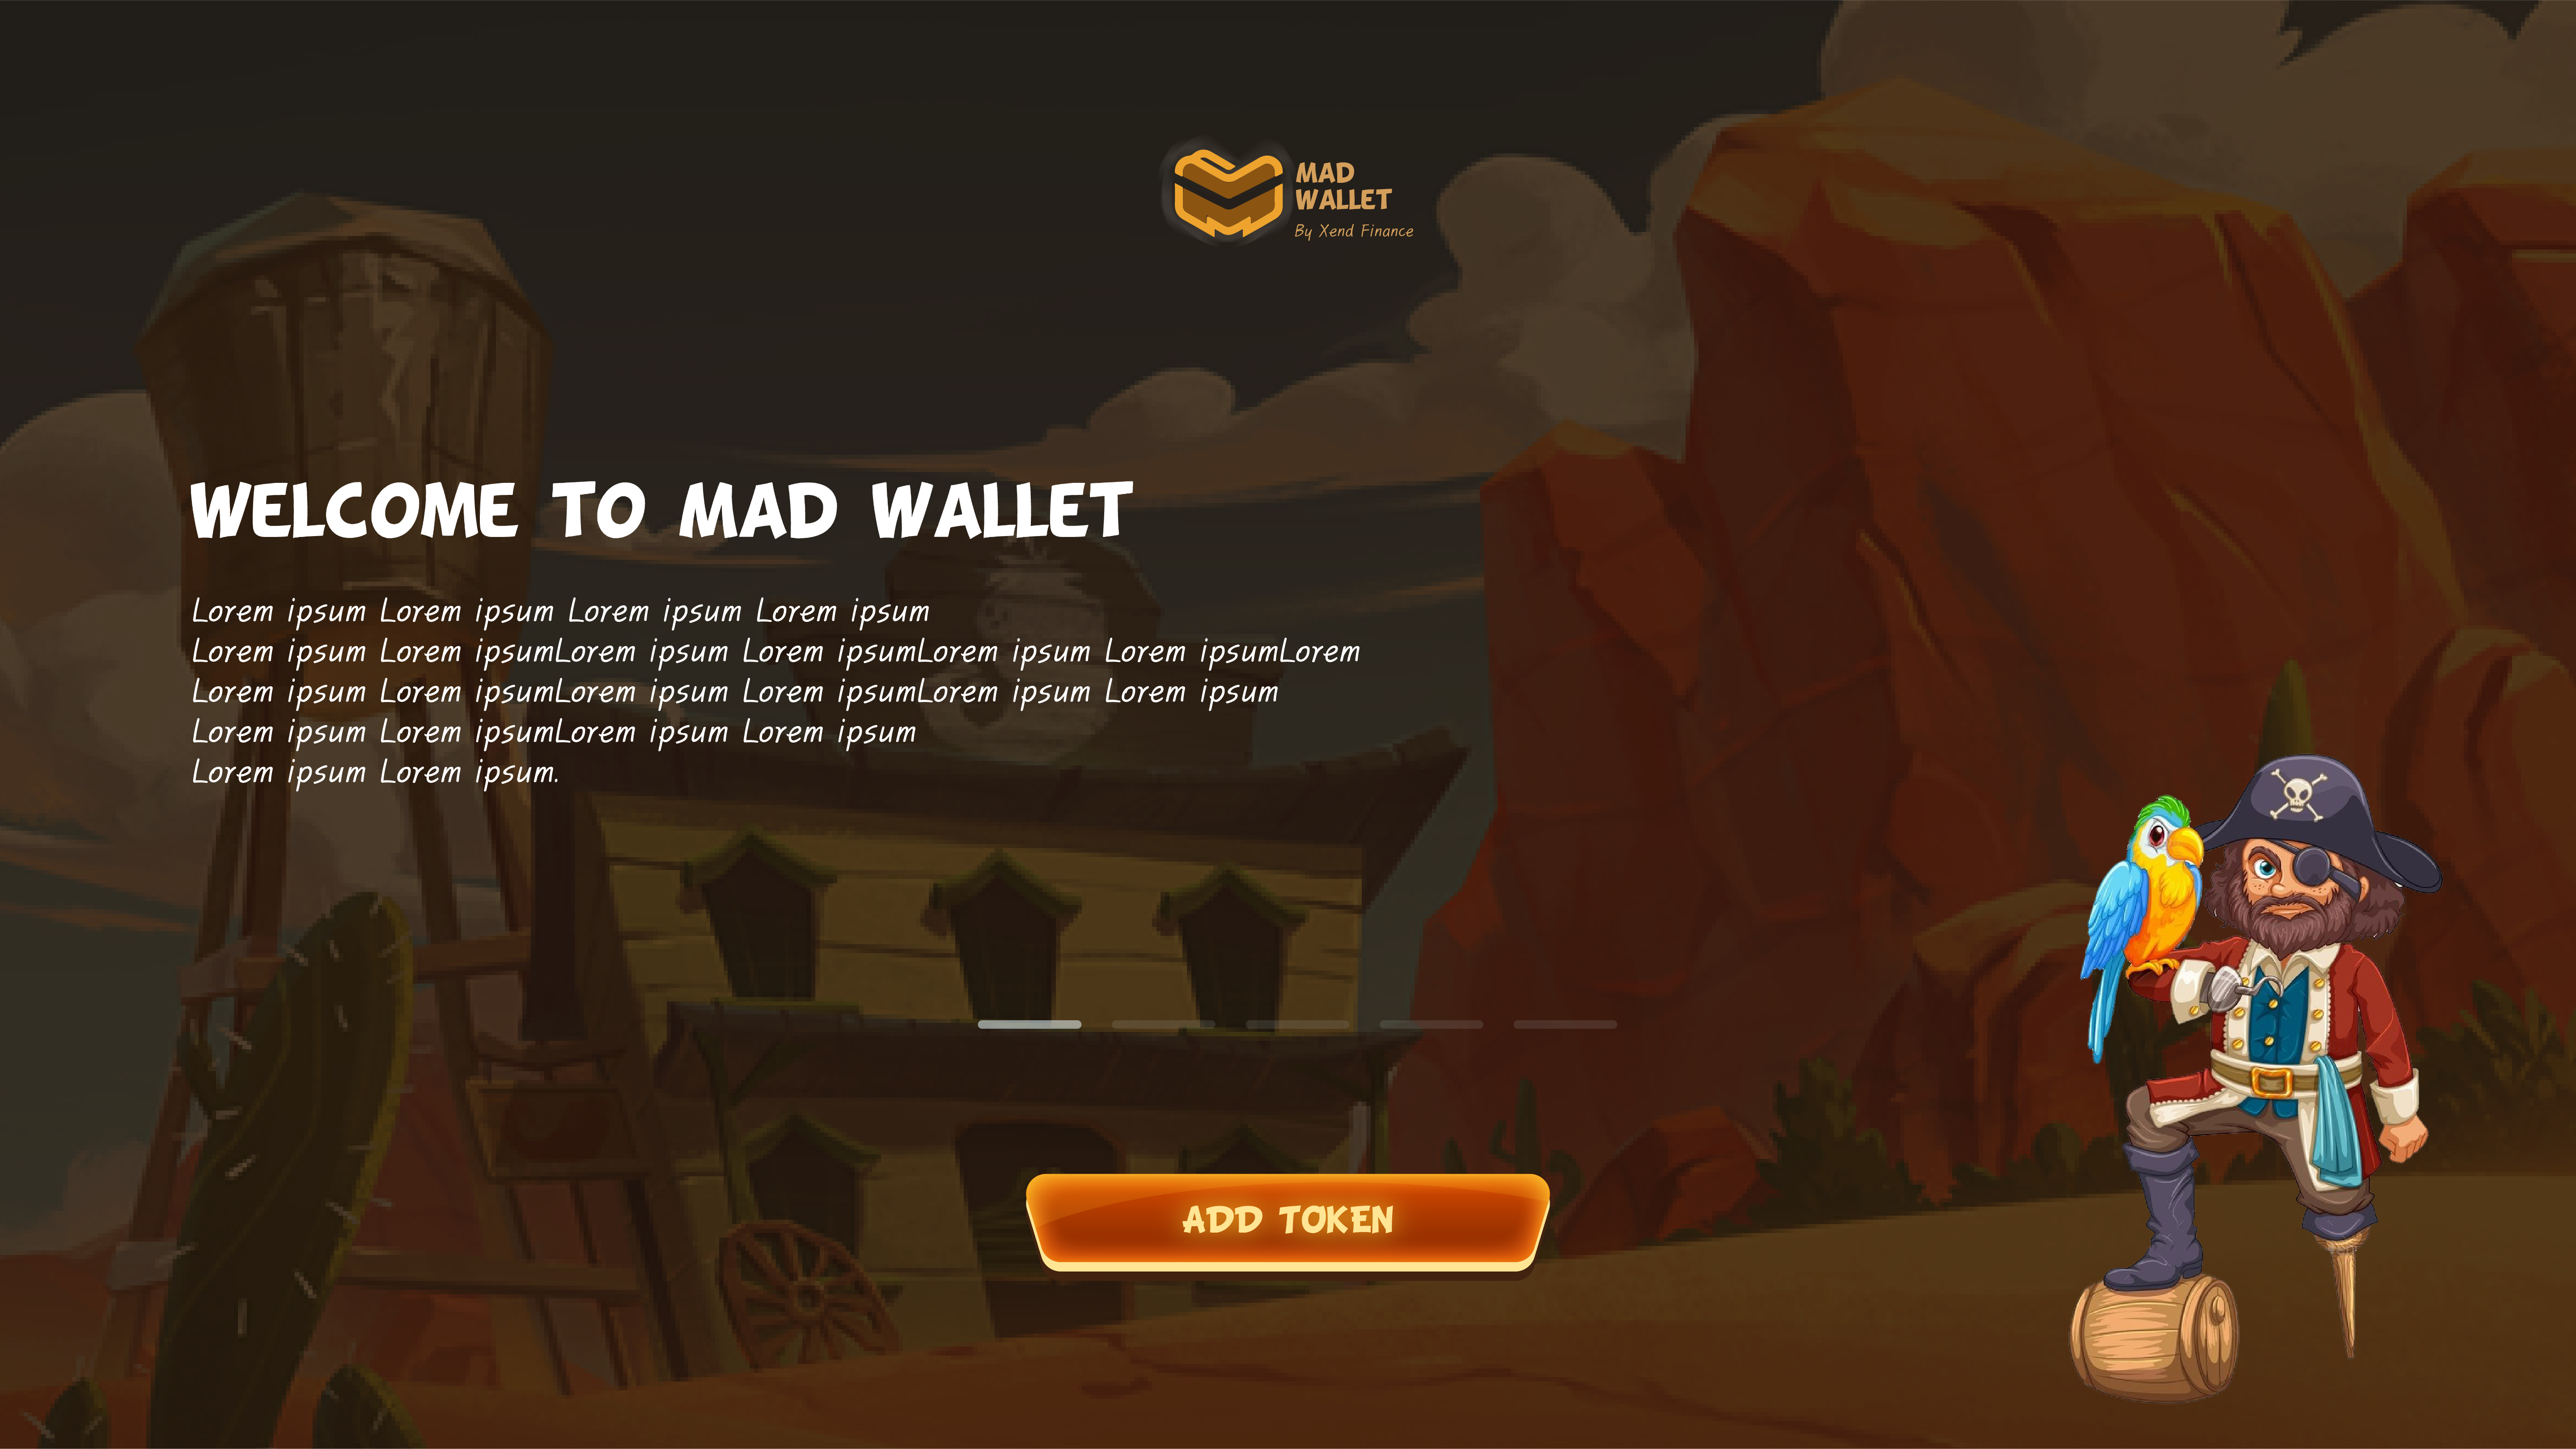 MAD
WALLET
By Xend Finance
WELCOME TO MAD WALLET
Lorem ipsum Lorem ipsum Lorem ipsum Lorem ipsum
Lorem ipsum Lorem ipsumLorem ipsum Lorem ipsumLorem ipsum Lorem ipsumLorem
Lorem ipsum Lorem ipsumLorem ipsum Lorem ipsumLorem ipsum Lorem ipsum
Lorem ipsum Lorem ipsumLorem ipsum Lorem ipsum
Lorem ipsum Lorem ipsum.
ADD TOKEN